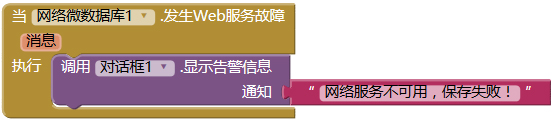 当 网络微数据库1 .发生Web服务故障
消息
执行 调用 对话框1 .显示告警信息
通知 “ 网络服务不可用，保存失败！ ”